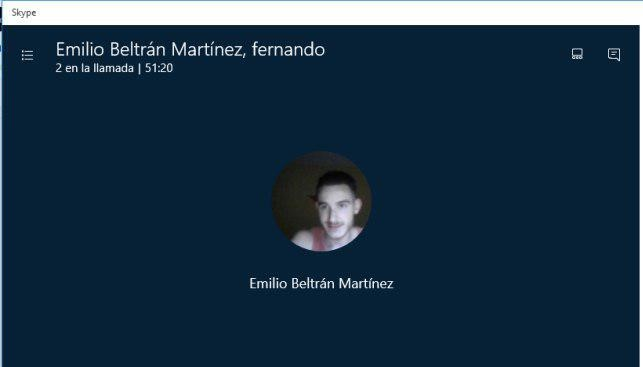 Skype
Emilio Beltrán Martínez, fernando
2 en la llamada | 51:20
Emilio Beltrán Martínez